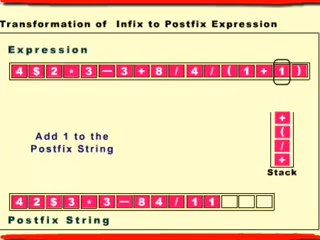 Transformation of Infix to Postfix Expression
Expression
4 $ 2 * 3 — 3 + 8 / 4 / ( 1 + 1 )
Add 1 to the
Postfix String
+
(
/
+
Stack
4 2 $ 3 * 3 — 8 4 / 1 1
Postfix String